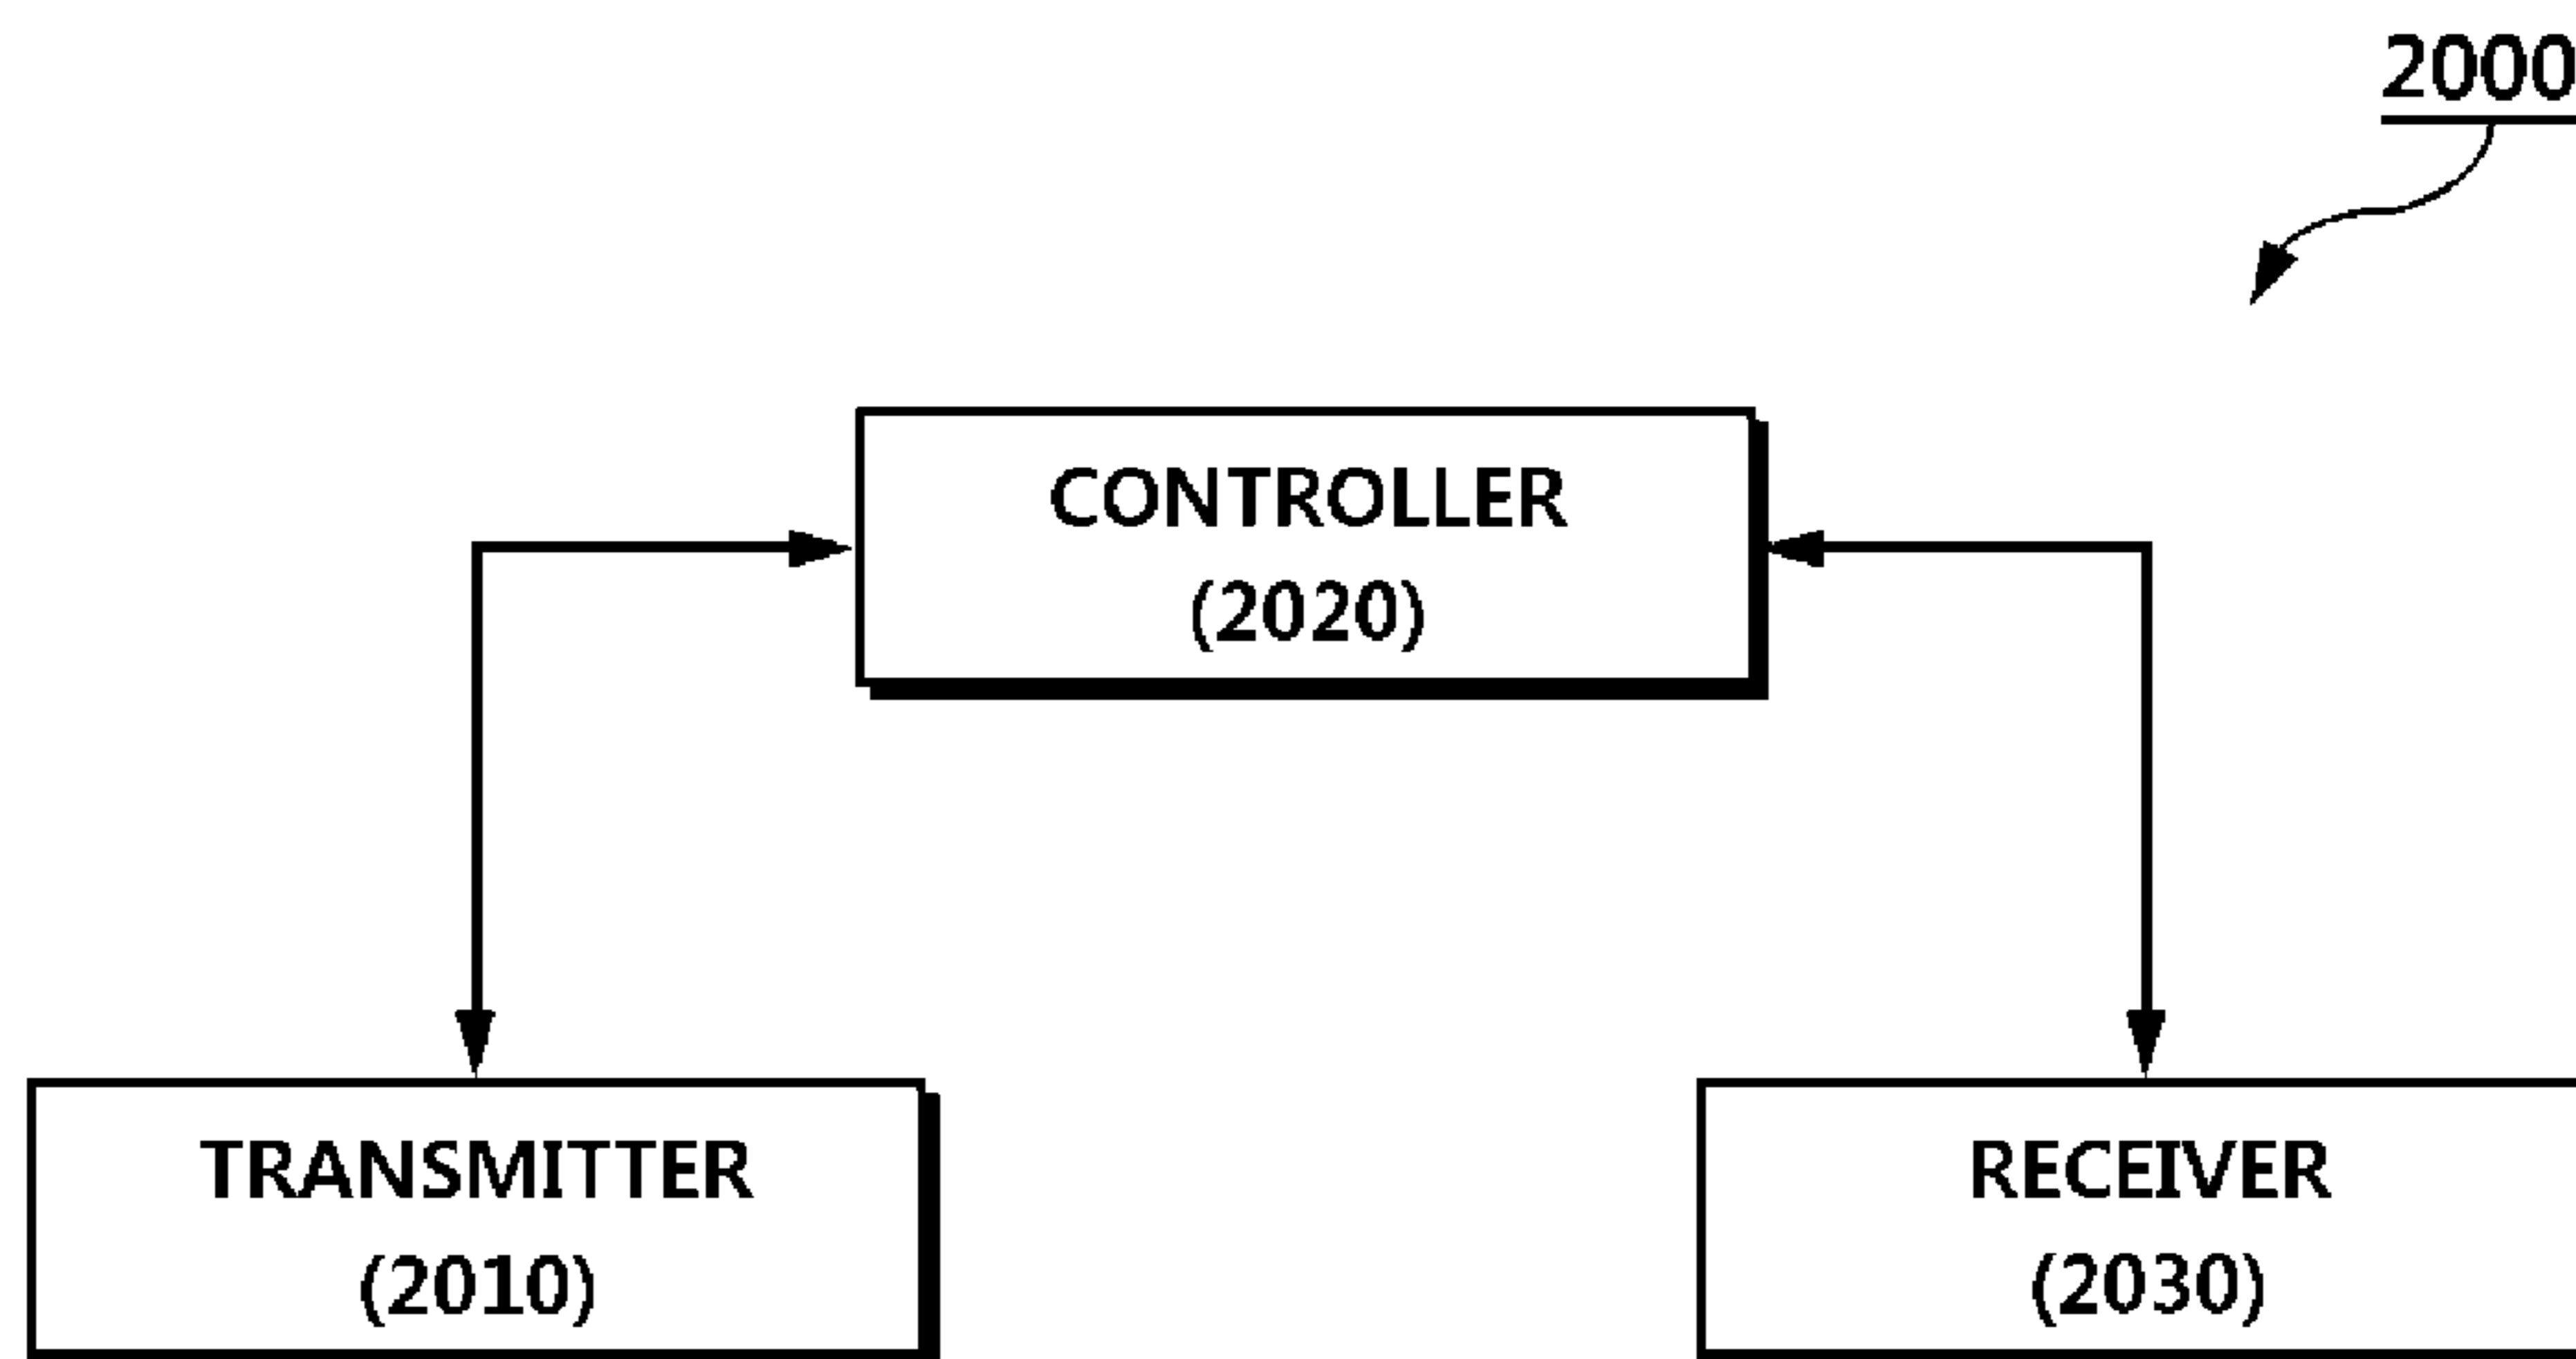 2000
CONTROLLER
(2020)
TRANSMITTER
(2010)
RECEIVER
(2030)